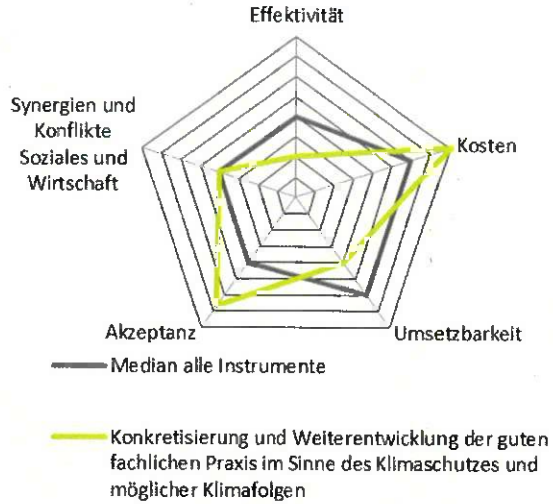 Effektivität
Synergien und
Konflikte
Soziales und
Wirtschaft
Kosten
Akzeptanz
Umsetzbarkeit
Median alle Instrumente
Konkretisierung und Weiterentwicklung der guten
fachlichen Praxis im Sinne des Klimaschutzes und
möglicher Klimafolgen